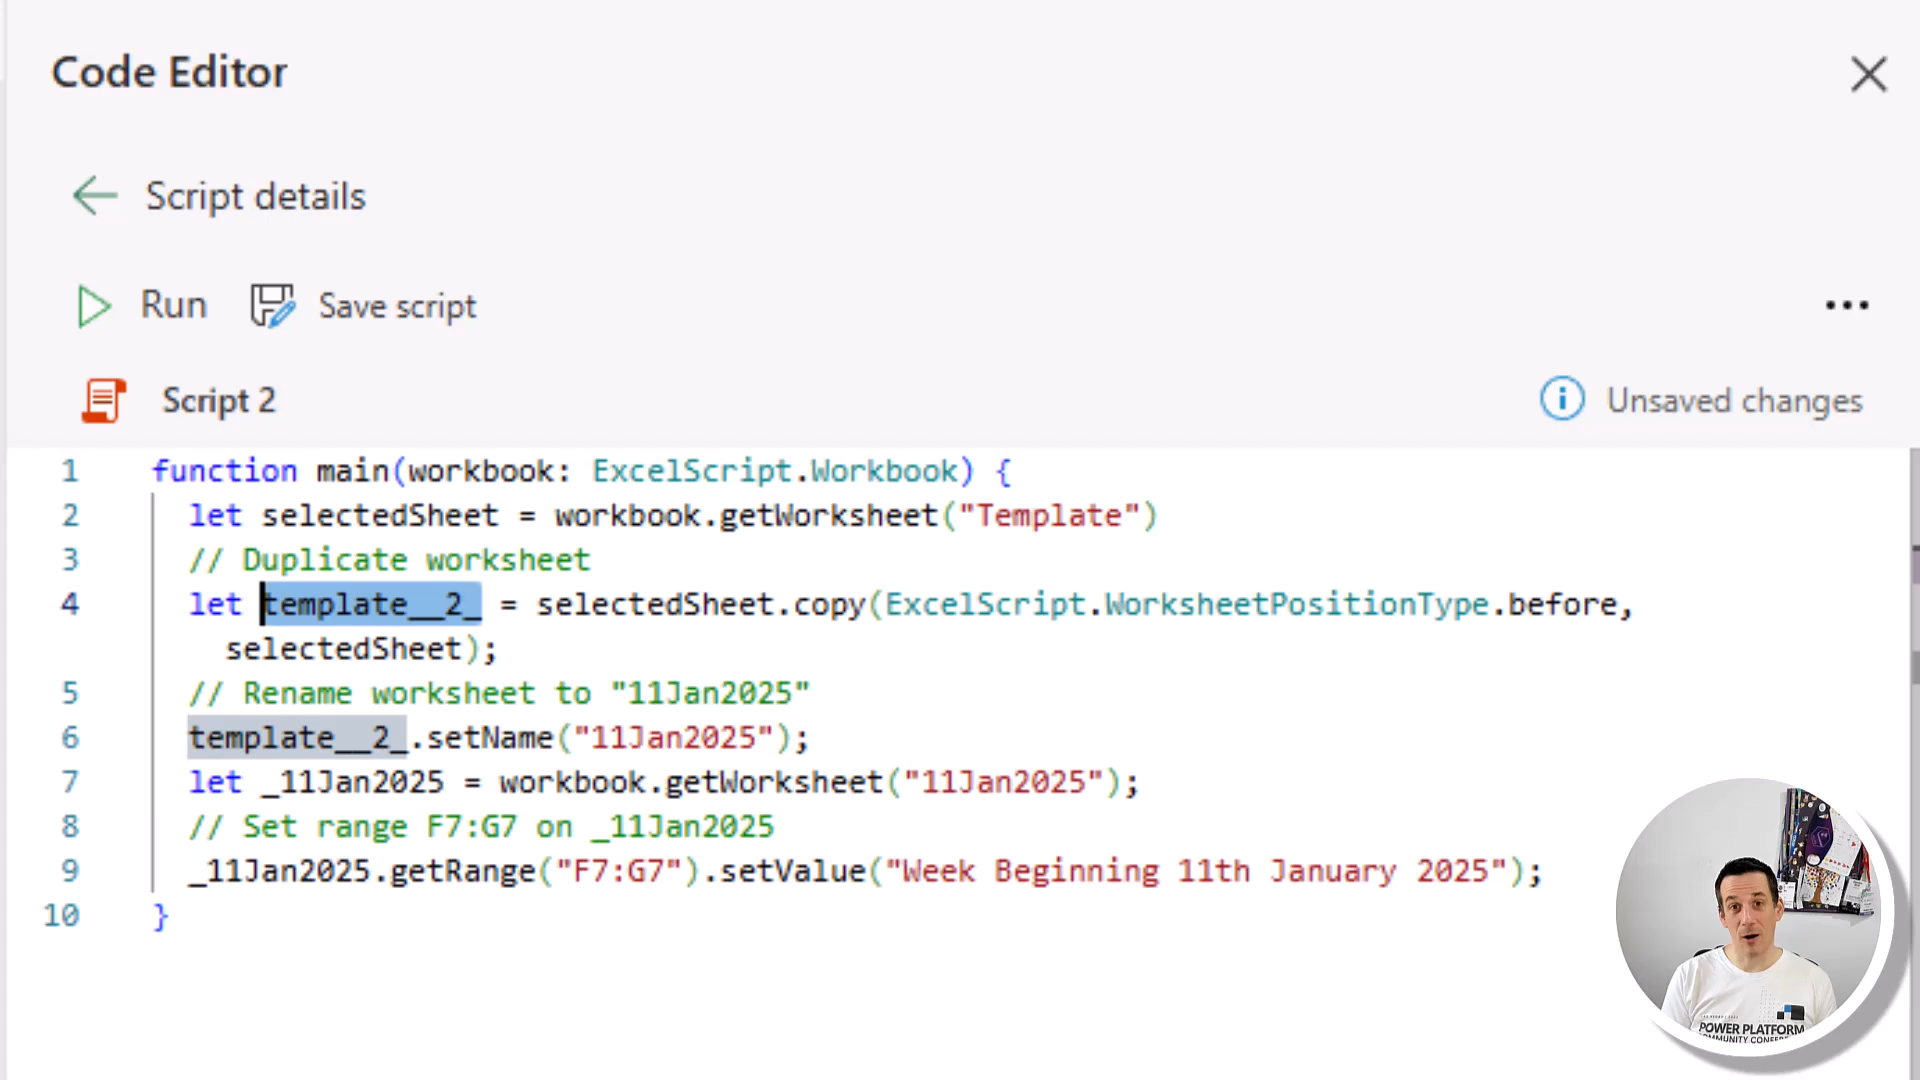 Code Editor
Script details
Run Save script
Script 2 Unsaved changes
1 function main(workbook: ExcelScript.Workbook) {
2 let selectedSheet = workbook.getWorksheet("Template")
3 // Duplicate worksheet
4 let template__2_ = selectedSheet.copy(ExcelScript.WorksheetPositionType.before,
selectedSheet);
5 // Rename worksheet to "11Jan2025"
6 template__2_.setName("11Jan2025");
7 let _11Jan2025 = workbook.getWorksheet("11Jan2025");
8 // Set range F7:G7 on _11Jan2025
9 _11Jan2025.getRange("F7:G7").setValue("Week Beginning 11th January 2025");
10 }
POWER PLATFORM